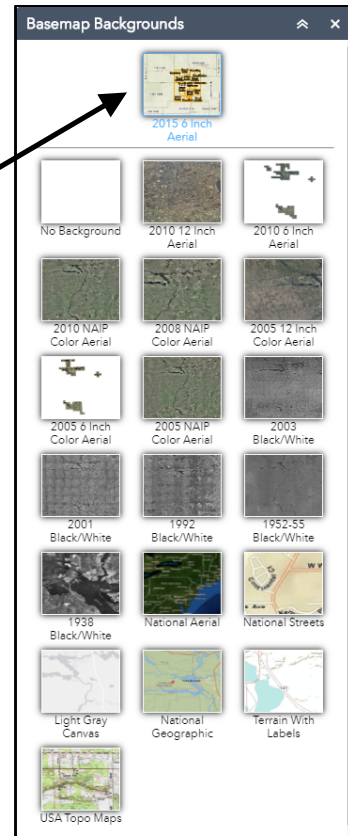 Basemap Backgrounds
2015 6 Inch
Aerial
No Background
2010 12 Inch
Aerial
2010 6 Inch
Aerial
2010 NAIP
Color Aerial
2008 NAIP
Color Aerial
2005 12 Inch
Color Aerial
2005 6 Inch
Color Aerial
2005 NAIP
Color Aerial
2003
Black/White
2001
Black/White
1992
Black/White
1952-55
Black/White
1938
Black/White
National Aerial
National Streets
Light Gray
Canvas
National
Geographic
Terrain With
Labels
USA Topo Maps